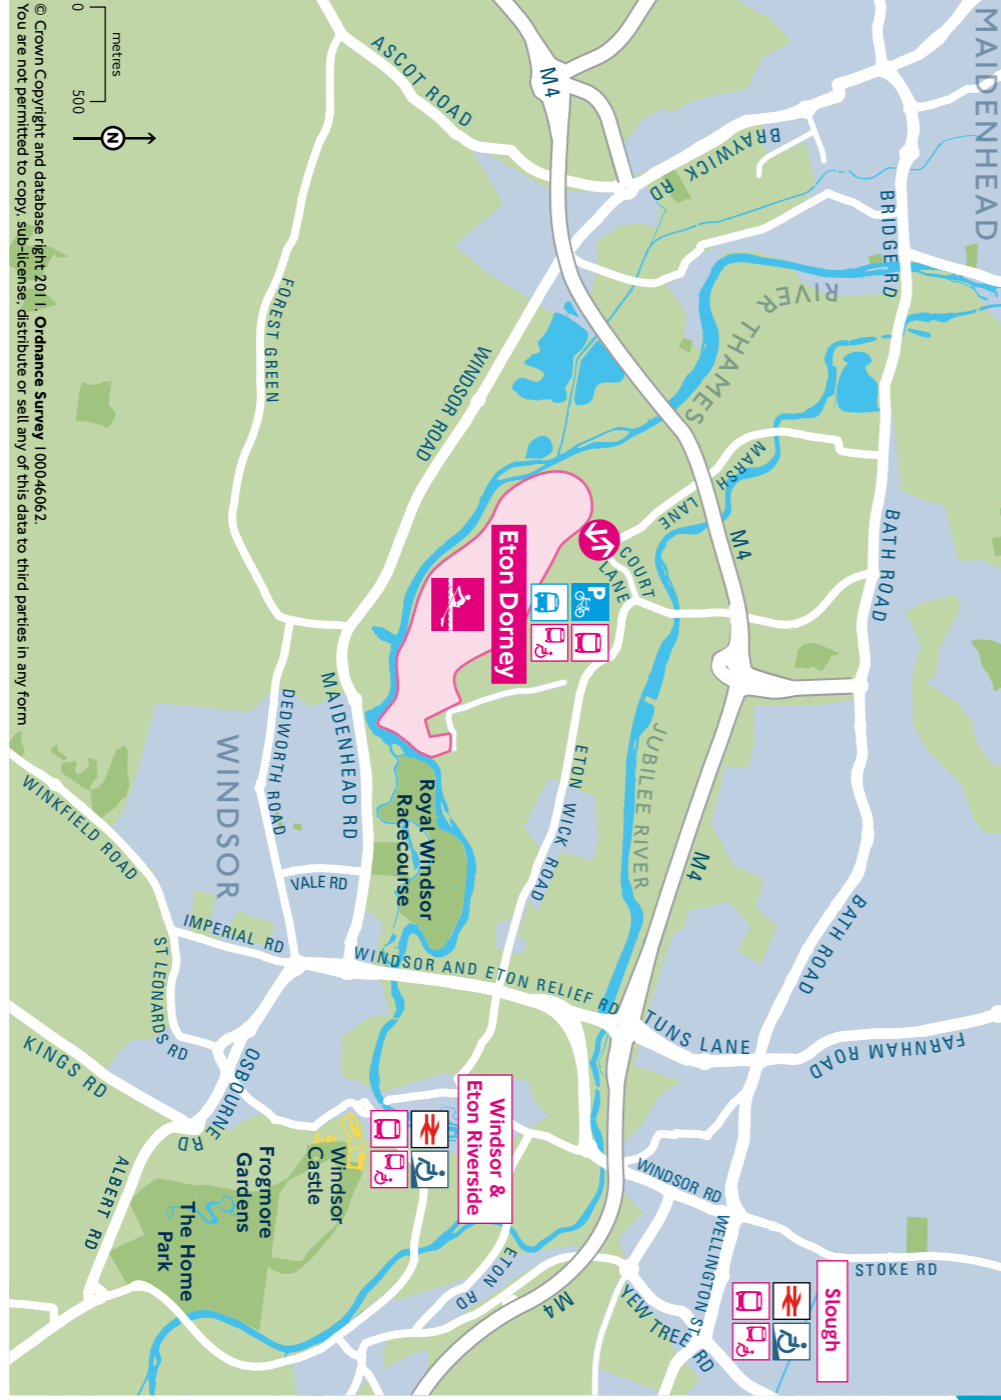 MAIDENHEAD
BRIDGE RD
BATH ROAD
BATH ROAD
FARNHAM ROAD
STOKE RD
Slough
BRAYWICK RD
RIVER THAMES
MARSH LANE
M4
M4
M4
M4
TUNS LANE
WINDSOR RD
WELLINGTON ST
YEW TREE RD
ASCOT ROAD
COURT
LANE
P
JUBILEE RIVER
Eton Dorney
ETON WICK ROAD
WINDSOR AND ETON RELIEF RD
Windsor &
Eton Riverside
ETON RD
WINDSOR ROAD
Royal Windsor
Racecourse
FOREST GREEN
MAIDENHEAD RD
DEDWORTH ROAD
VALE RD
WINDSOR
IMPERIAL RD
ST LEONARDS RD
OSBOURNE RD
Windsor
Castle
Frogmore
Gardens
The Home
Park
WINKFIELD ROAD
KINGS RD
ALBERT RD
metres
0
500
N
© Crown Copyright and database right 2011. Ordnance Survey 100046062.
You are not permitted to copy, sub-license, distribute or sell any of this data to third parties in any form